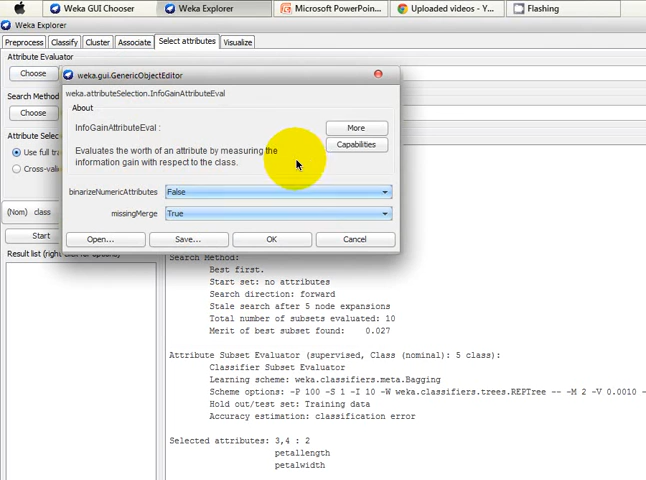 Weka GUI Chooser
Weka Explorer
Microsoft PowerPoin...
Uploaded videos - Y...
Flashing
Weka Explorer
Preprocess
Classify
Cluster
Associate
Select attributes
Visualize
Attribute Evaluator
Choose
weka.gui.GenericObjectEditor
weka.attributeSelection.InfoGainAttributeEval
Search Method
About
Choose
InfoGainAttributeEval :
More
Attribute Selec
Capabilities
Use full tra
Evaluates the worth of an attribute by measuring the
information gain with respect to the class.
Cross-val
binarizeNumericAttributes
False
(Nom) class
missingMerge
True
Start
Open...
Save...
OK
Cancel
Result list (right
Search Method:
Best first.
Start set: no attributes
Search direction: forward
Stale search after 5 node expansions
Total number of subsets evaluated: 10
Merit of best subset found: 0.027
Attribute Subset Evaluator (supervised, Class (nominal): 5 class):
Classifier Subset Evaluator
Learning scheme: weka.classifiers.meta.Bagging
Scheme options: -P 100 -S 1 -I 10 -W weka.classifiers.trees.REPTree -- -M 2 -V 0.0010 -
Hold out/test set: Training data
Accuracy estimation: classification error
Selected attributes: 3,4 : 2
petallength
petalwidth